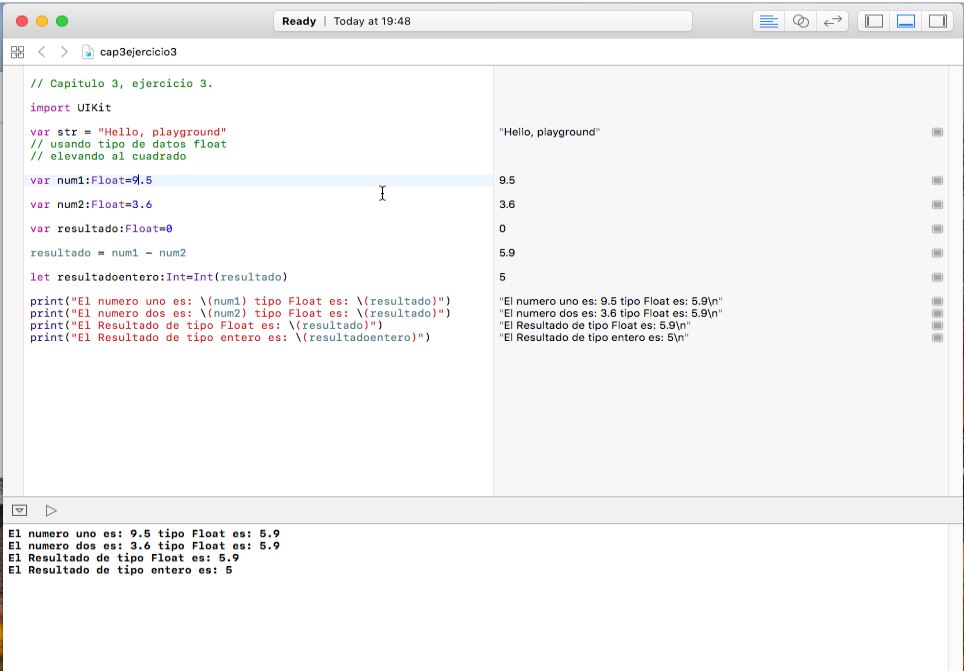 Ready | Today at 19:48
cap3ejercicio3
// Capitulo 3, ejercicio 3.
import UIKit
var str = "Hello, playground"
"Hello, playground"
// usando tipo de datos float
// elevando al cuadrado
var num1:Float=9.5
9.5
var num2:Float=3.6
3.6
var resultado:Float=0
0
resultado = num1 - num2
5.9
let resultadoentero:Int=Int(resultado)
5
print("El numero uno es: \(num1) tipo Float es: \(resultado)")
"El numero uno es: 9.5 tipo Float es: 5.9\n"
print("El numero dos es: \(num2) tipo Float es: \(resultado)")
"El numero dos es: 3.6 tipo Float es: 5.9\n"
print("El Resultado de tipo Float es: \(resultado)")
"El Resultado de tipo Float es: 5.9\n"
print("El Resultado de tipo entero es: \(resultadoentero)")
"El Resultado de tipo entero es: 5\n"
El numero uno es: 9.5 tipo Float es: 5.9
El numero dos es: 3.6 tipo Float es: 5.9
El Resultado de tipo Float es: 5.9
El Resultado de tipo entero es: 5